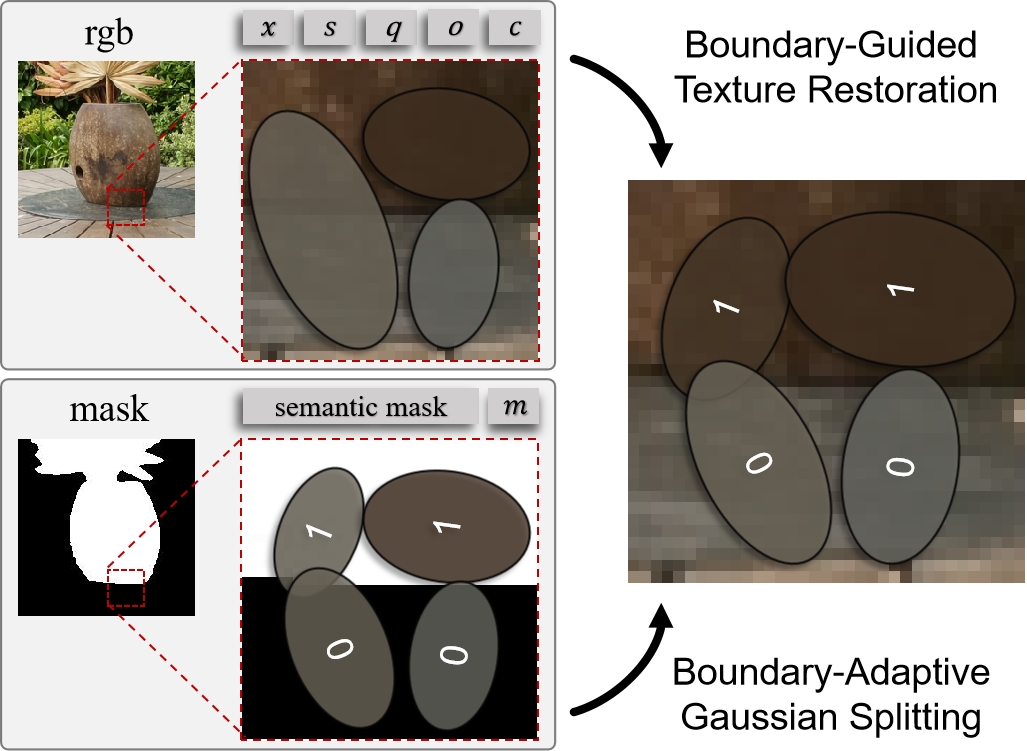 rgb
x s q o c
mask
semantic mask m
1 1
0 0
Boundary-Guided
Texture Restoration
1 1
0 0
Boundary-Adaptive
Gaussian Splitting